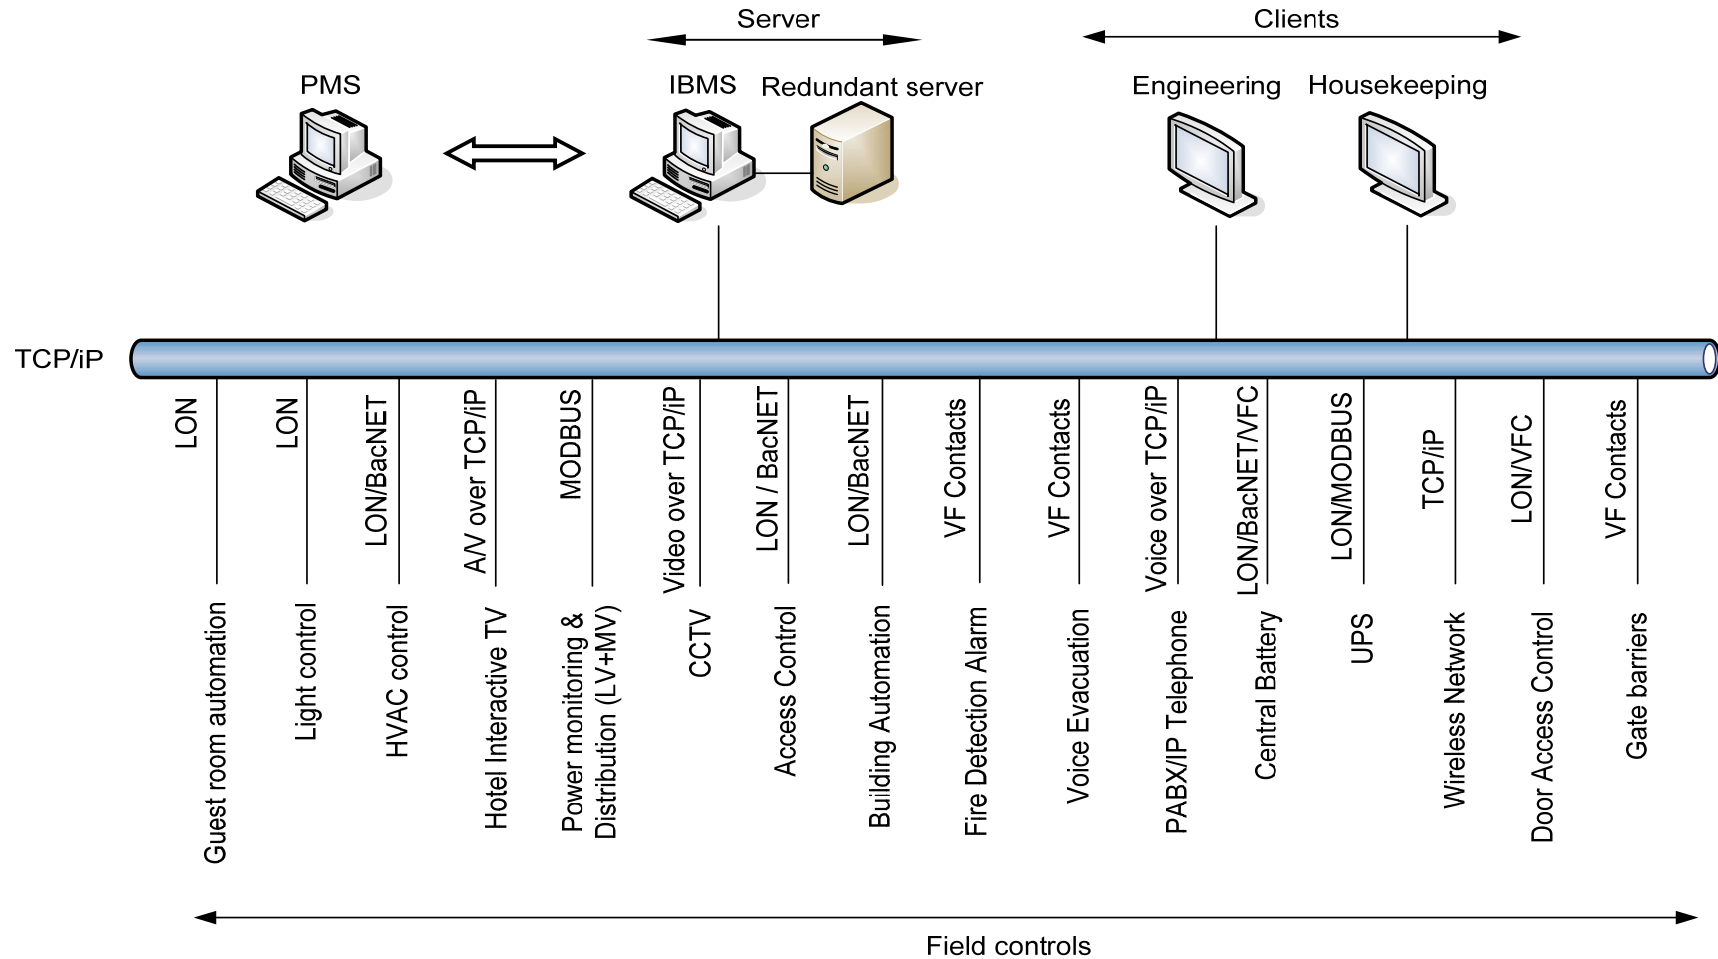 Server
Clients
PMS
IBMS
Redundant server
Engineering
Housekeeping
TCP/iP
LON
LON
LON/BacNET
A/V over TCP/iP
MODBUS
Video over TCP/iP
LON / BacNET
LON/BacNET
VF Contacts
VF Contacts
Voice over TCP/iP
LON/BacNET/VFC
LON/MODBUS
TCP/iP
LON/VFC
VF Contacts
Guest room automation
Light control
HVAC control
Hotel Interactive TV
Power monitoring &
Distribution (LV+MV)
CCTV
Access Control
Building Automation
Fire Detection Alarm
Voice Evacuation
PABX/IP Telephone
Central Battery
UPS
Wireless Network
Door Access Control
Gate barriers
Field controls